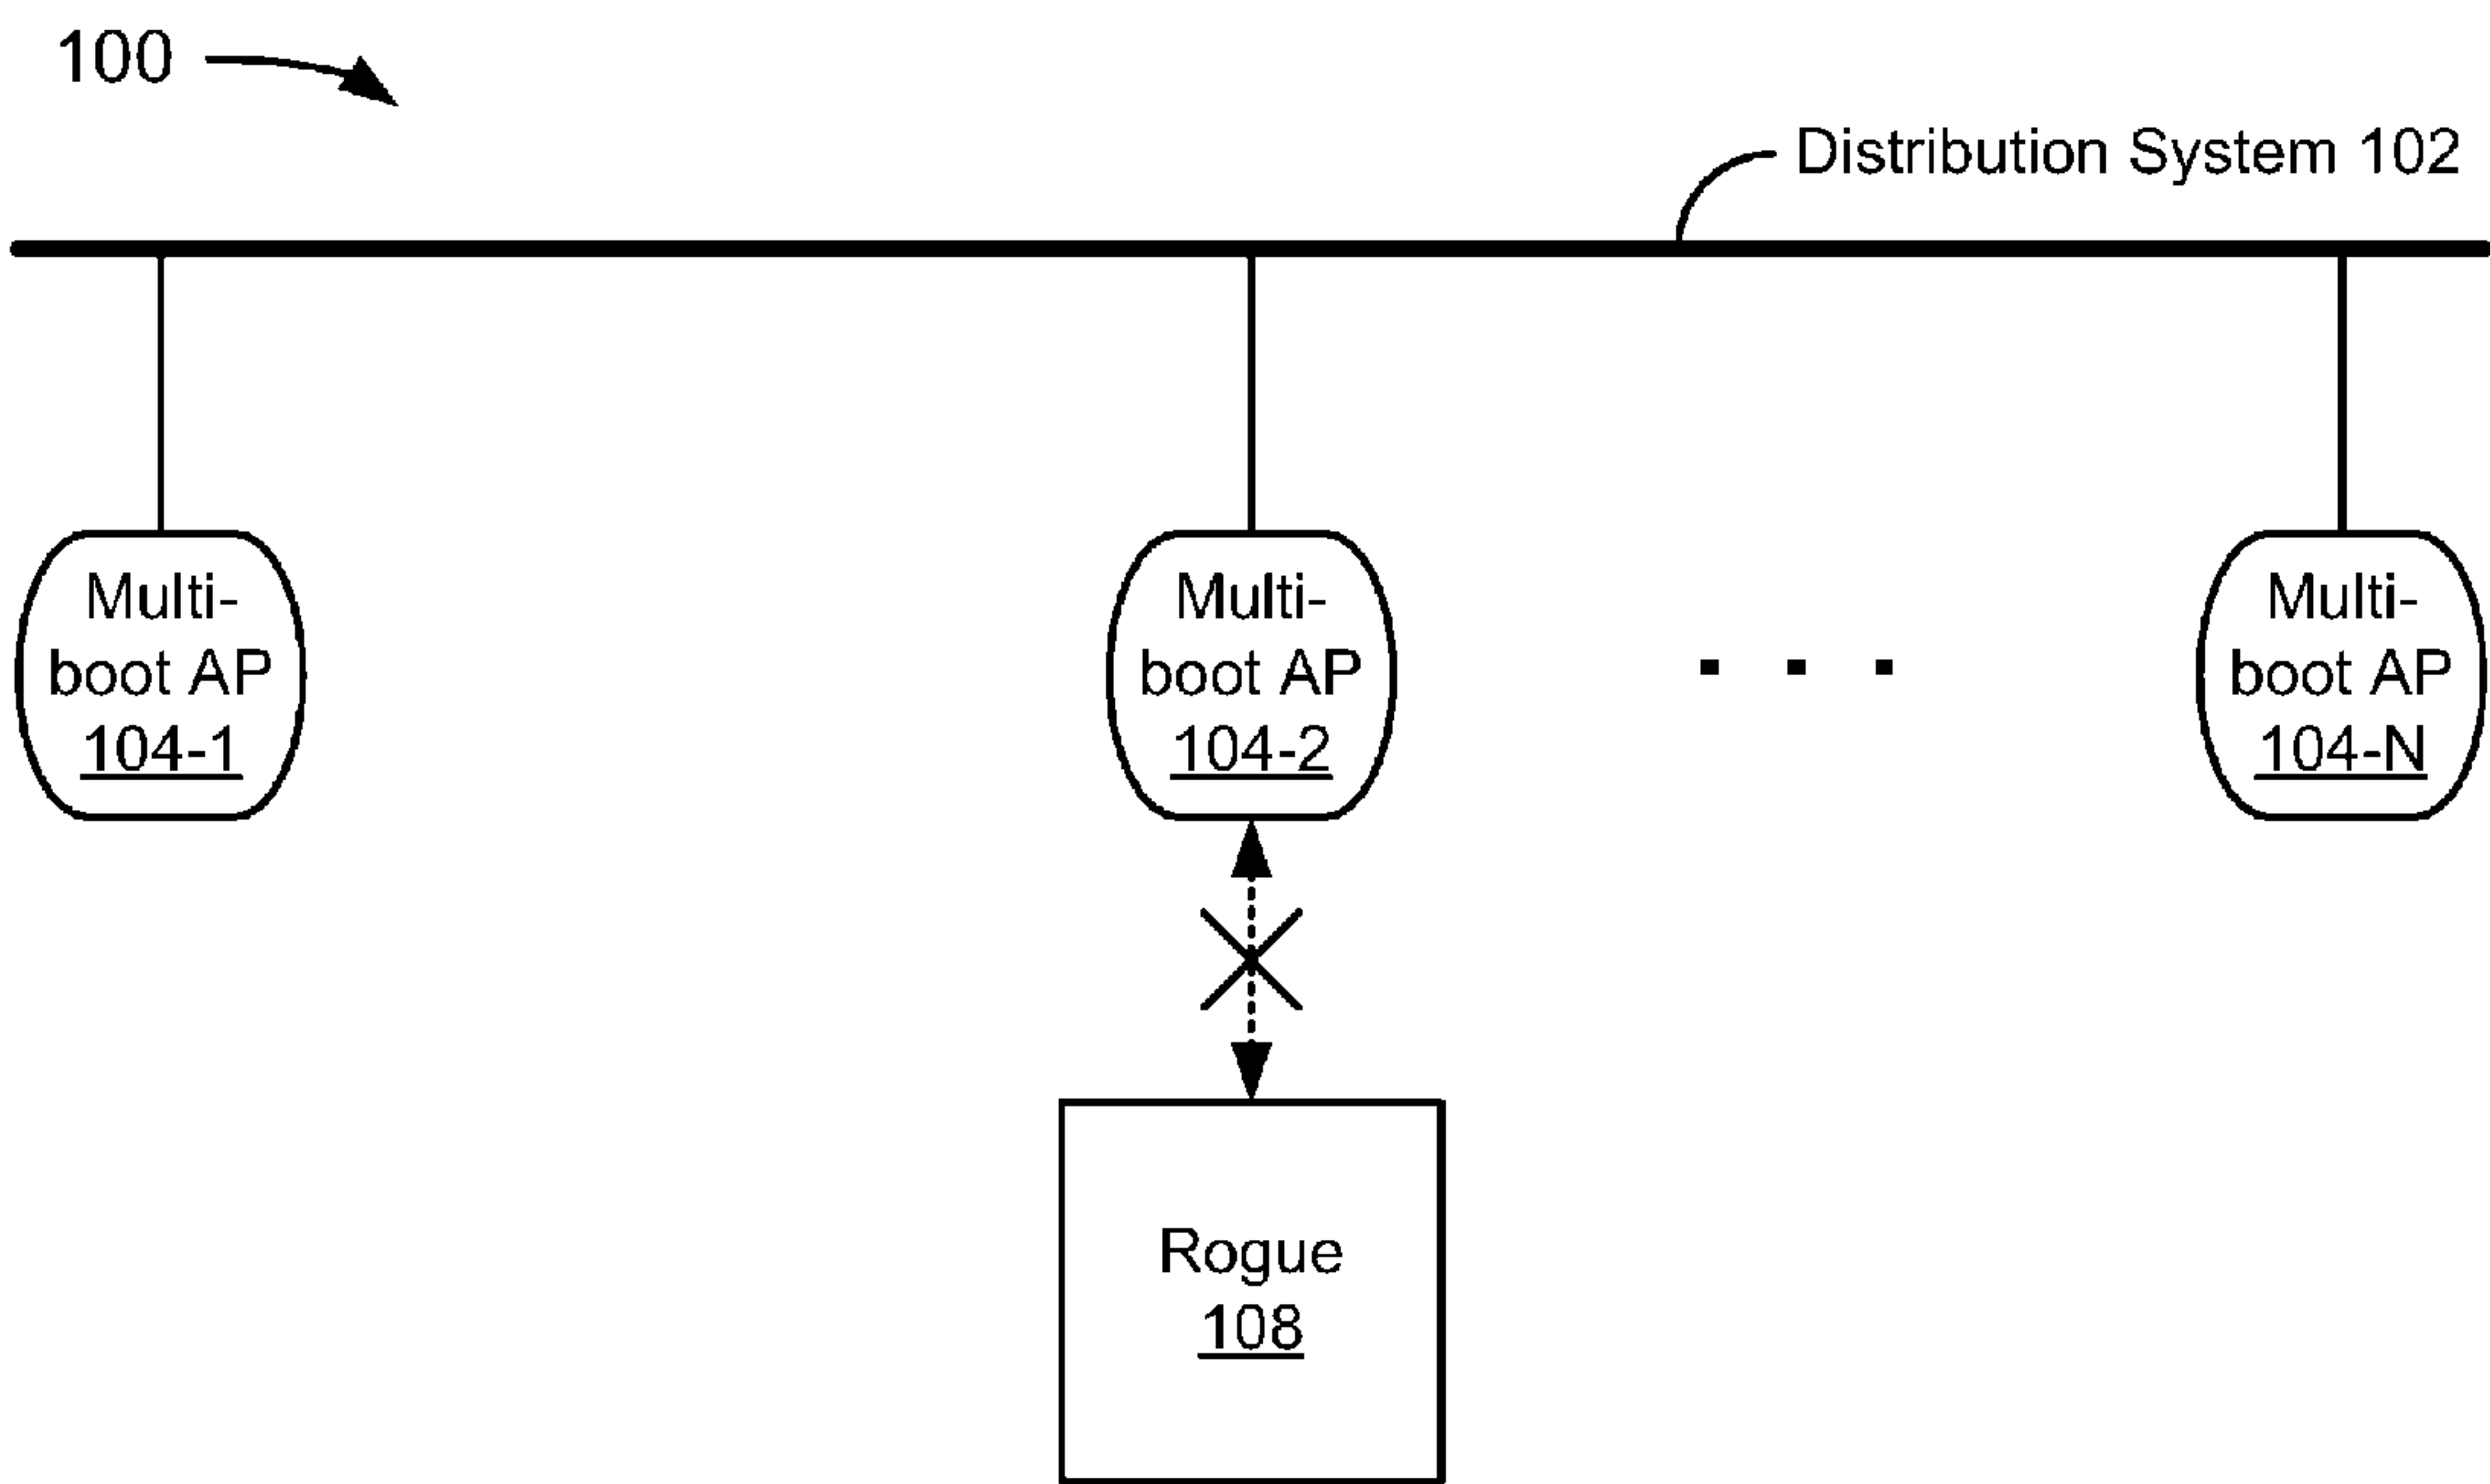 100
Distribution System 102
Multi-
boot AP
104-1
Multi-
boot AP
104-2
. . .
Multi-
boot AP
104-N
Rogue
108